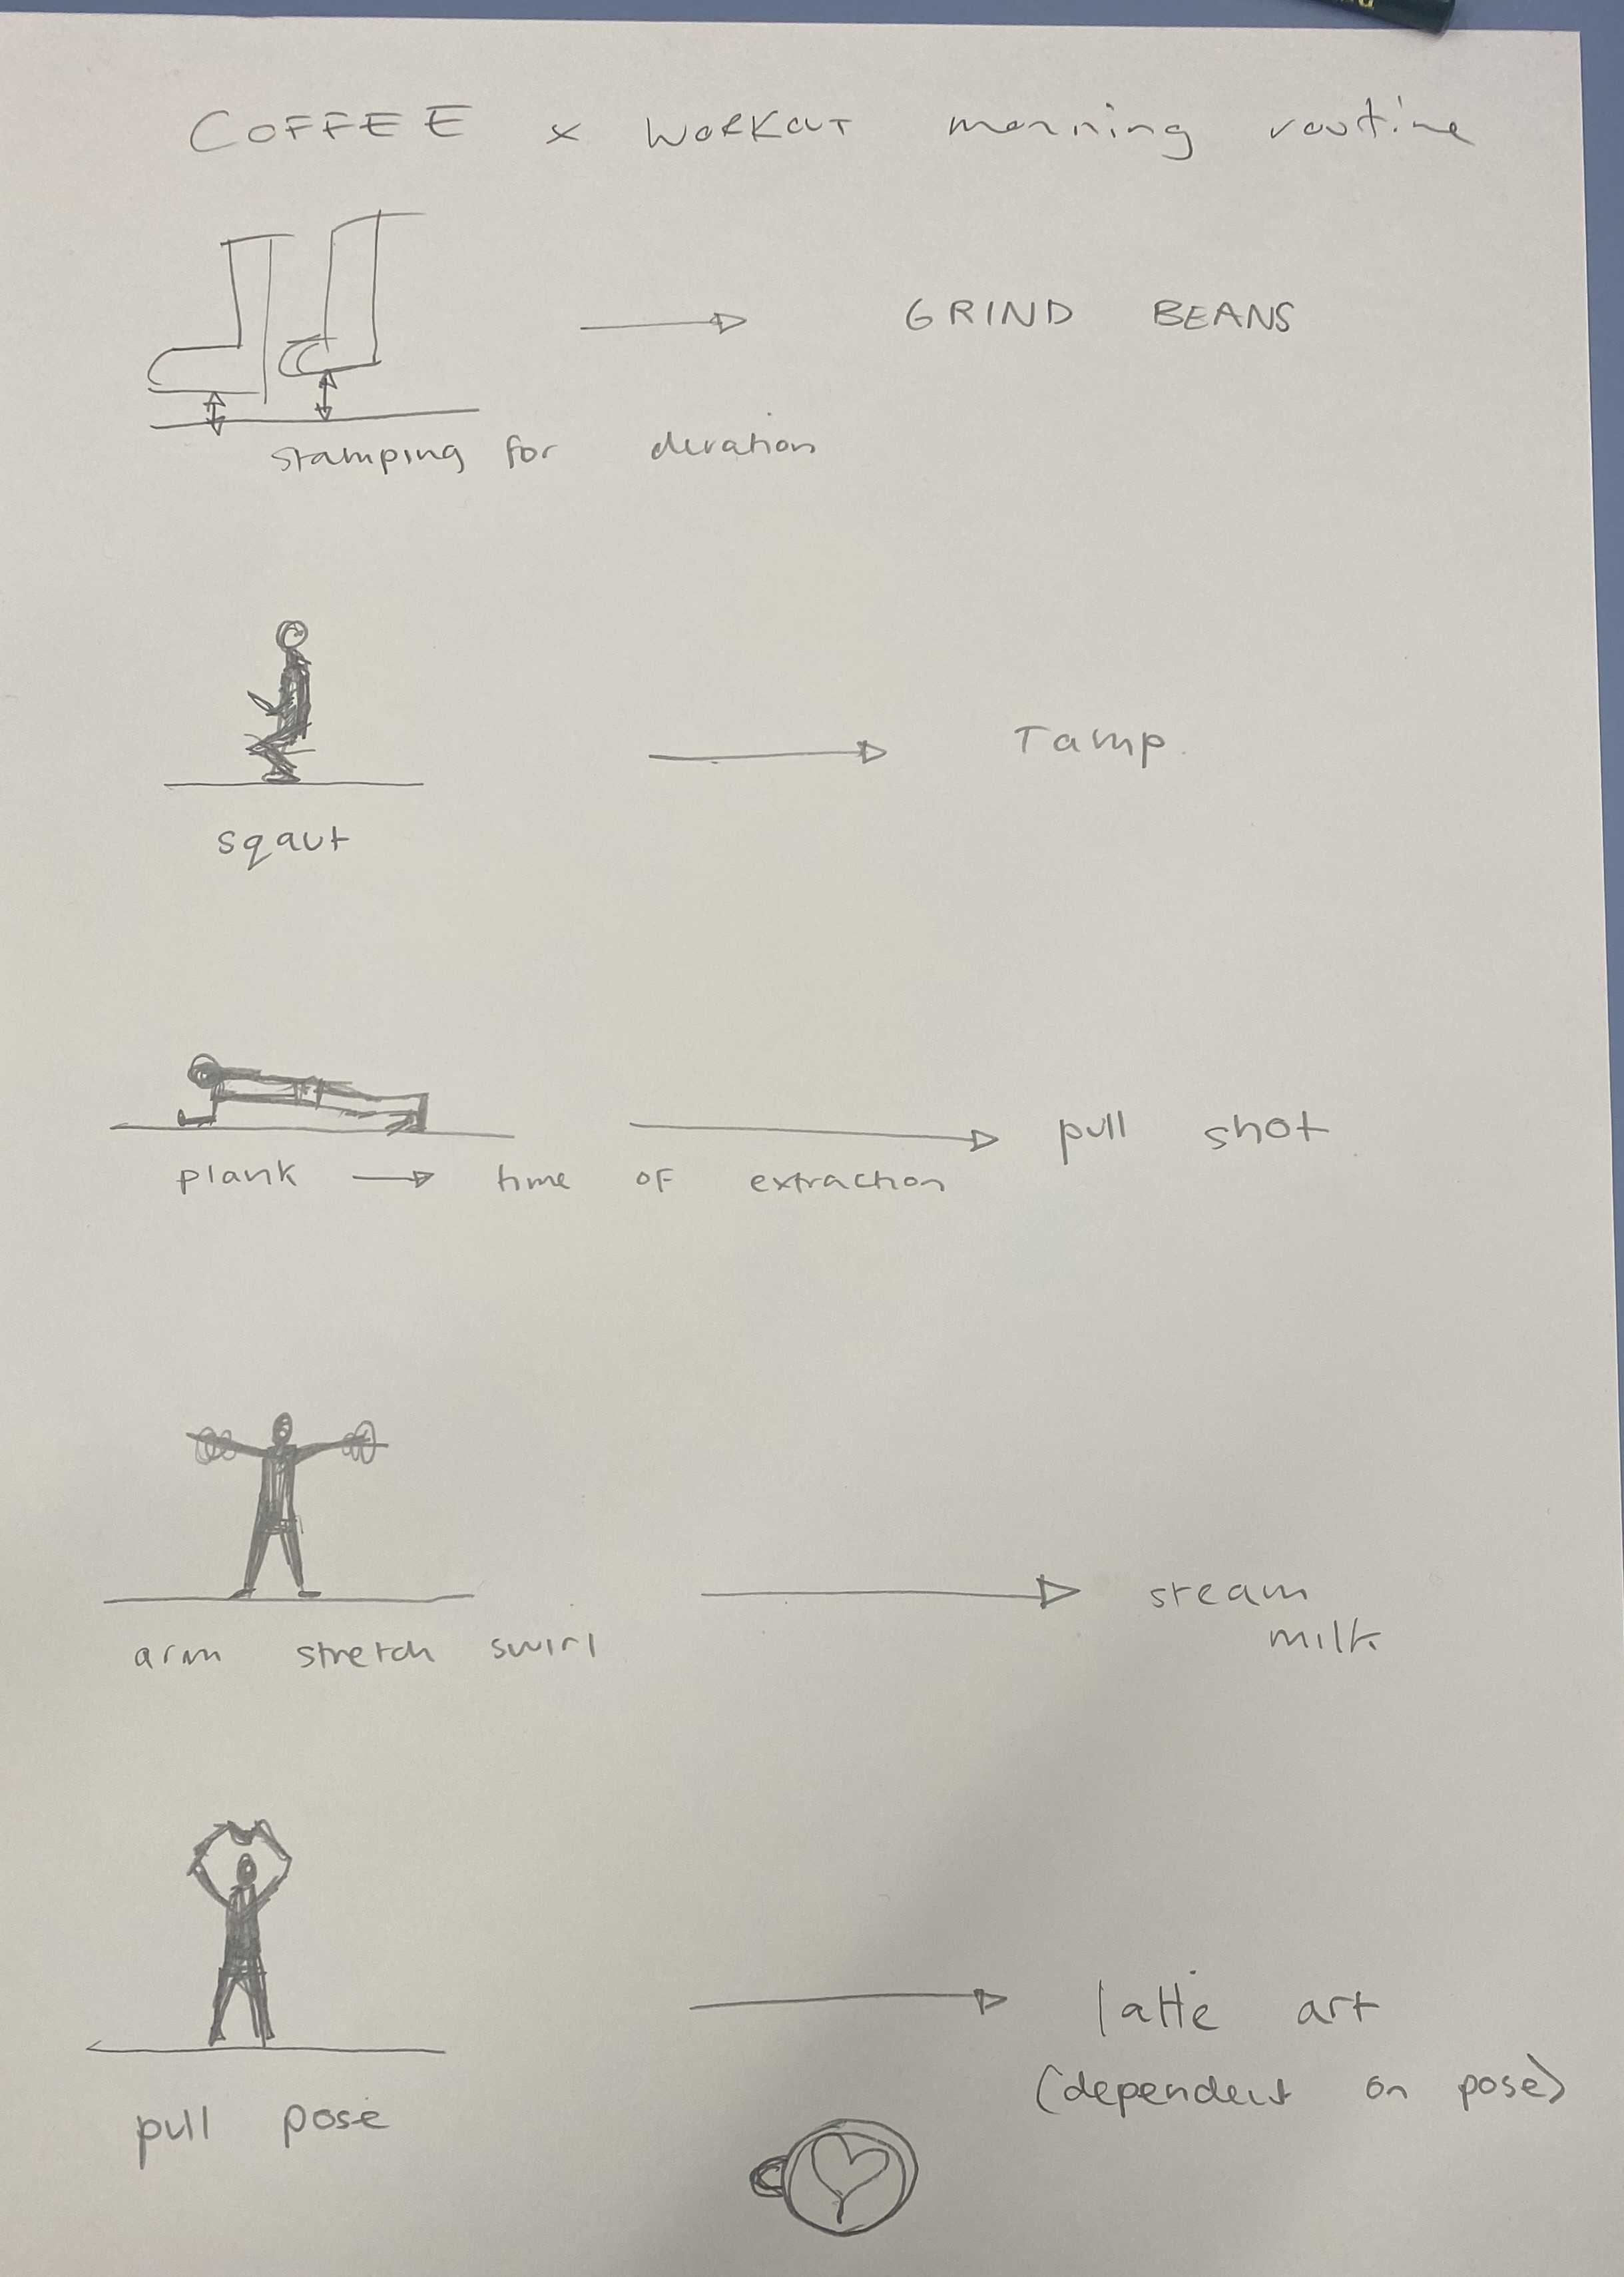 COFFEE x WORKOUT morning routine
GRIND BEANS
stamping for duration
Tamp.
sqaut
pull shot
plank → time OF extraction
steam
milk
arm stretch swirl
latte art
(dependent on pose)
pull pose